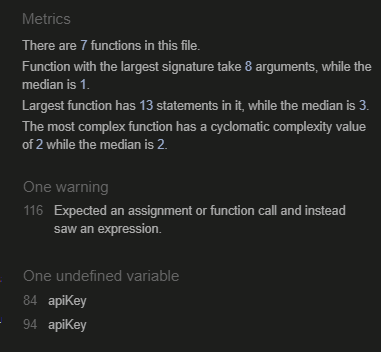 Metrics
There are 7 functions in this file.
Function with the largest signature take 8 arguments, while the
median is 1.
Largest function has 13 statements in it, while the median is 3.
The most complex function has a cyclomatic complexity value
of 2 while the median is 2.
One warning
116 Expected an assignment or function call and instead
saw an expression.
One undefined variable
84 apiKey
94 apiKey